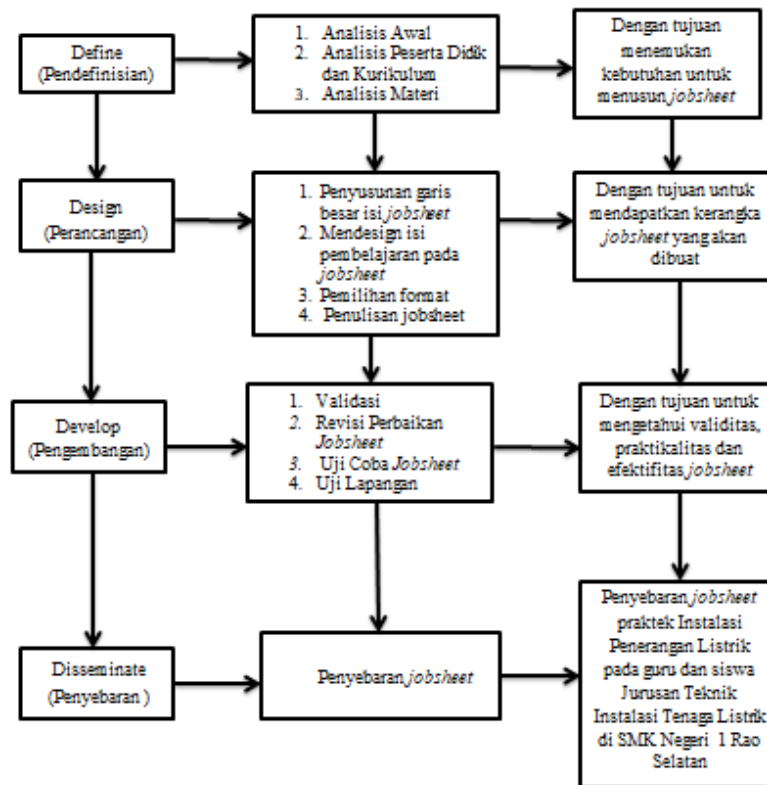 Define
(Pendefinisian)
1. Analisis Awal
2. Analisis Peserta Didik
dan Kurikulum
3. Analisis Materi
Dengan tujuan
menemukan
kebutuhan untuk
menusun jobsheet
Design
(Perancangan)
1. Penyusunan garis
besar isi jobsheet
2. Mendesign isi
pembelajaran pada
jobsheet
3. Pemilihan format
4. Penulisan jobsheet
Dengan tujuan untuk
mendapatkan kerangka
jobsheet yang akan
dibuat
Develop
(Pengembangan)
1. Validasi
2. Revisi Perbaikan
Jobsheet
3. Uji Coba Jobsheet
4. Uji Lapangan
Dengan tujuan untuk
mengetahui validitas,
praktikalitas dan
efektifitas jobsheet
Disseminate
(Penyebaran )
Penyebaran jobsheet
Penyebaran jobsheet
praktek Instalasi
Penerangan Listrik
pada guru dan siswa
Jurusan Teknik
Instalasi Tenaga Listrik
di SMK Negeri 1 Rao
Selatan